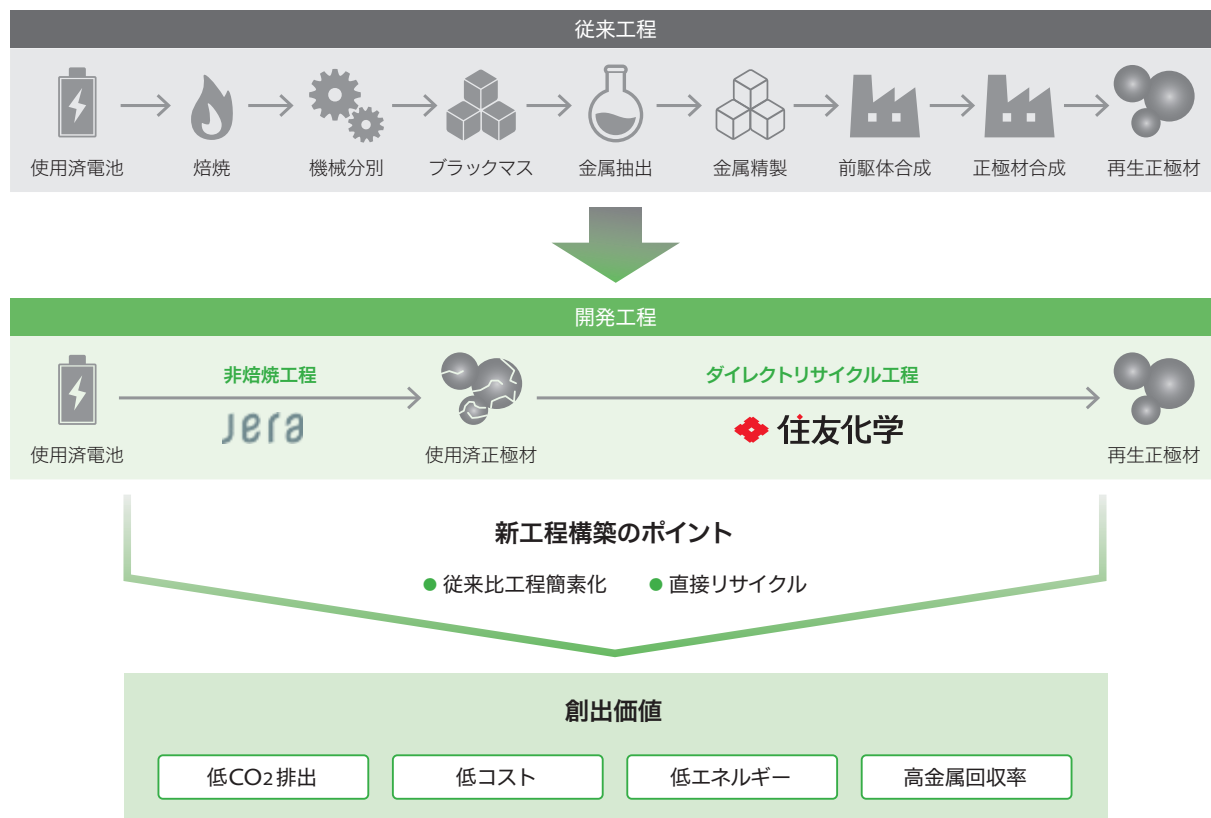 従来工程
使用済電池
焙焼
機械分別
ブラックマス
金属抽出
金属精製
前駆体合成
正極材合成
再生正極材
開発工程
非焙焼工程
ダイレクトリサイクル工程
jera
住友化学
使用済電池
使用済正極材
再生正極材
新工程構築のポイント
● 従来比工程簡素化
● 直接リサイクル
創出価値
低CO2排出
低コスト
低エネルギー
高金属回収率